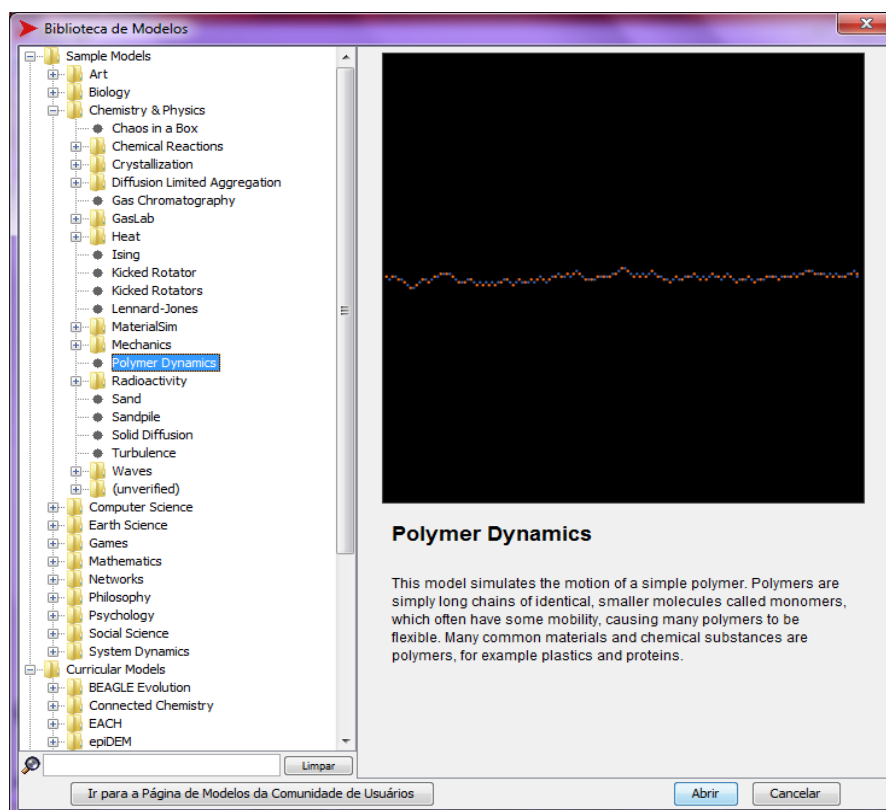 Biblioteca de Modelos
Sample Models
Art
Biology
Chemistry & Physics
Chaos in a Box
Chemical Reactions
Crystallization
Diffusion Limited Aggregation
Gas Chromatography
GasLab
Heat
Ising
Kicked Rotator
Kicked Rotators
Lennard-Jones
MaterialSim
Mechanics
Polymer Dynamics
Radioactivity
Sand
Sandpile
Solid Diffusion
Turbulence
Waves
(unverified)
Computer Science
Earth Science
Games
Mathematics
Networks
Philosophy
Psychology
Social Science
System Dynamics
Curricular Models
BEAGLE Evolution
Connected Chemistry
EACH
epiDEM
Limpar
Polymer Dynamics
This model simulates the motion of a simple polymer. Polymers are
simply long chains of identical, smaller molecules called monomers,
which often have some mobility, causing many polymers to be
flexible. Many common materials and chemical substances are
polymers, for example plastics and proteins.
Ir para a Página de Modelos da Comunidade de Usuários
Abrir
Cancelar